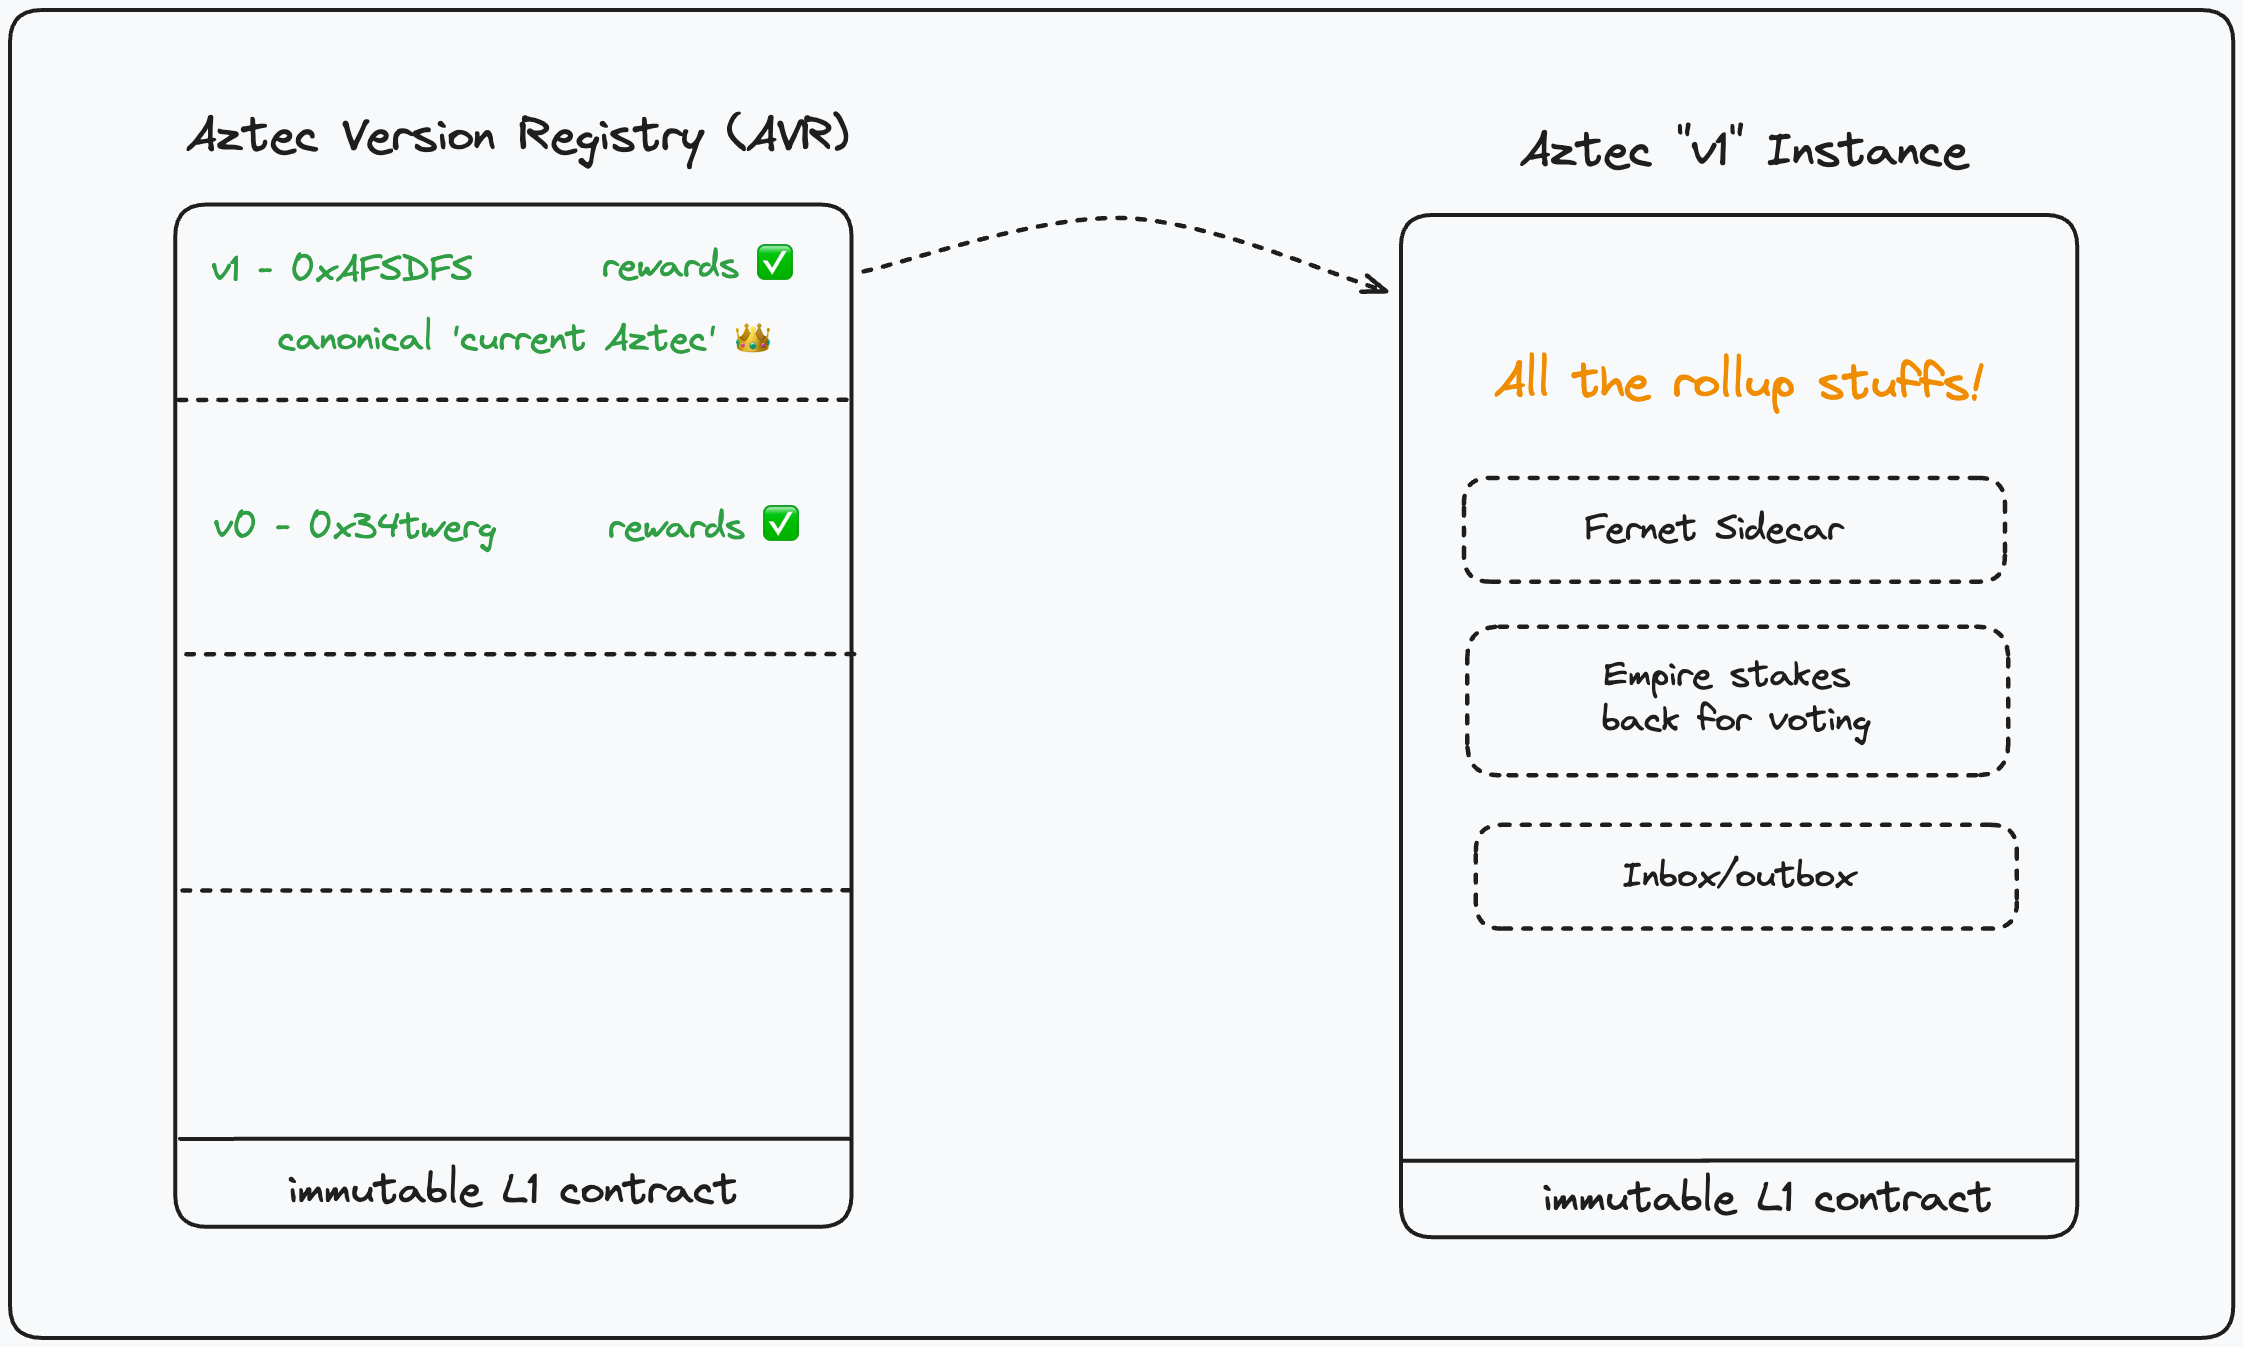 Aztec Version Registry (AVR)
v1 - 0xAFSDFS rewards ✅
canonical 'current Aztec' 👑
v0 - 0x34twerg rewards ✅
immutable L1 contract
Aztec "v1" Instance
All the rollup stuffs!
Fernet Sidecar
Empire stakes
back for voting
Inbox/outbox
immutable L1 contract